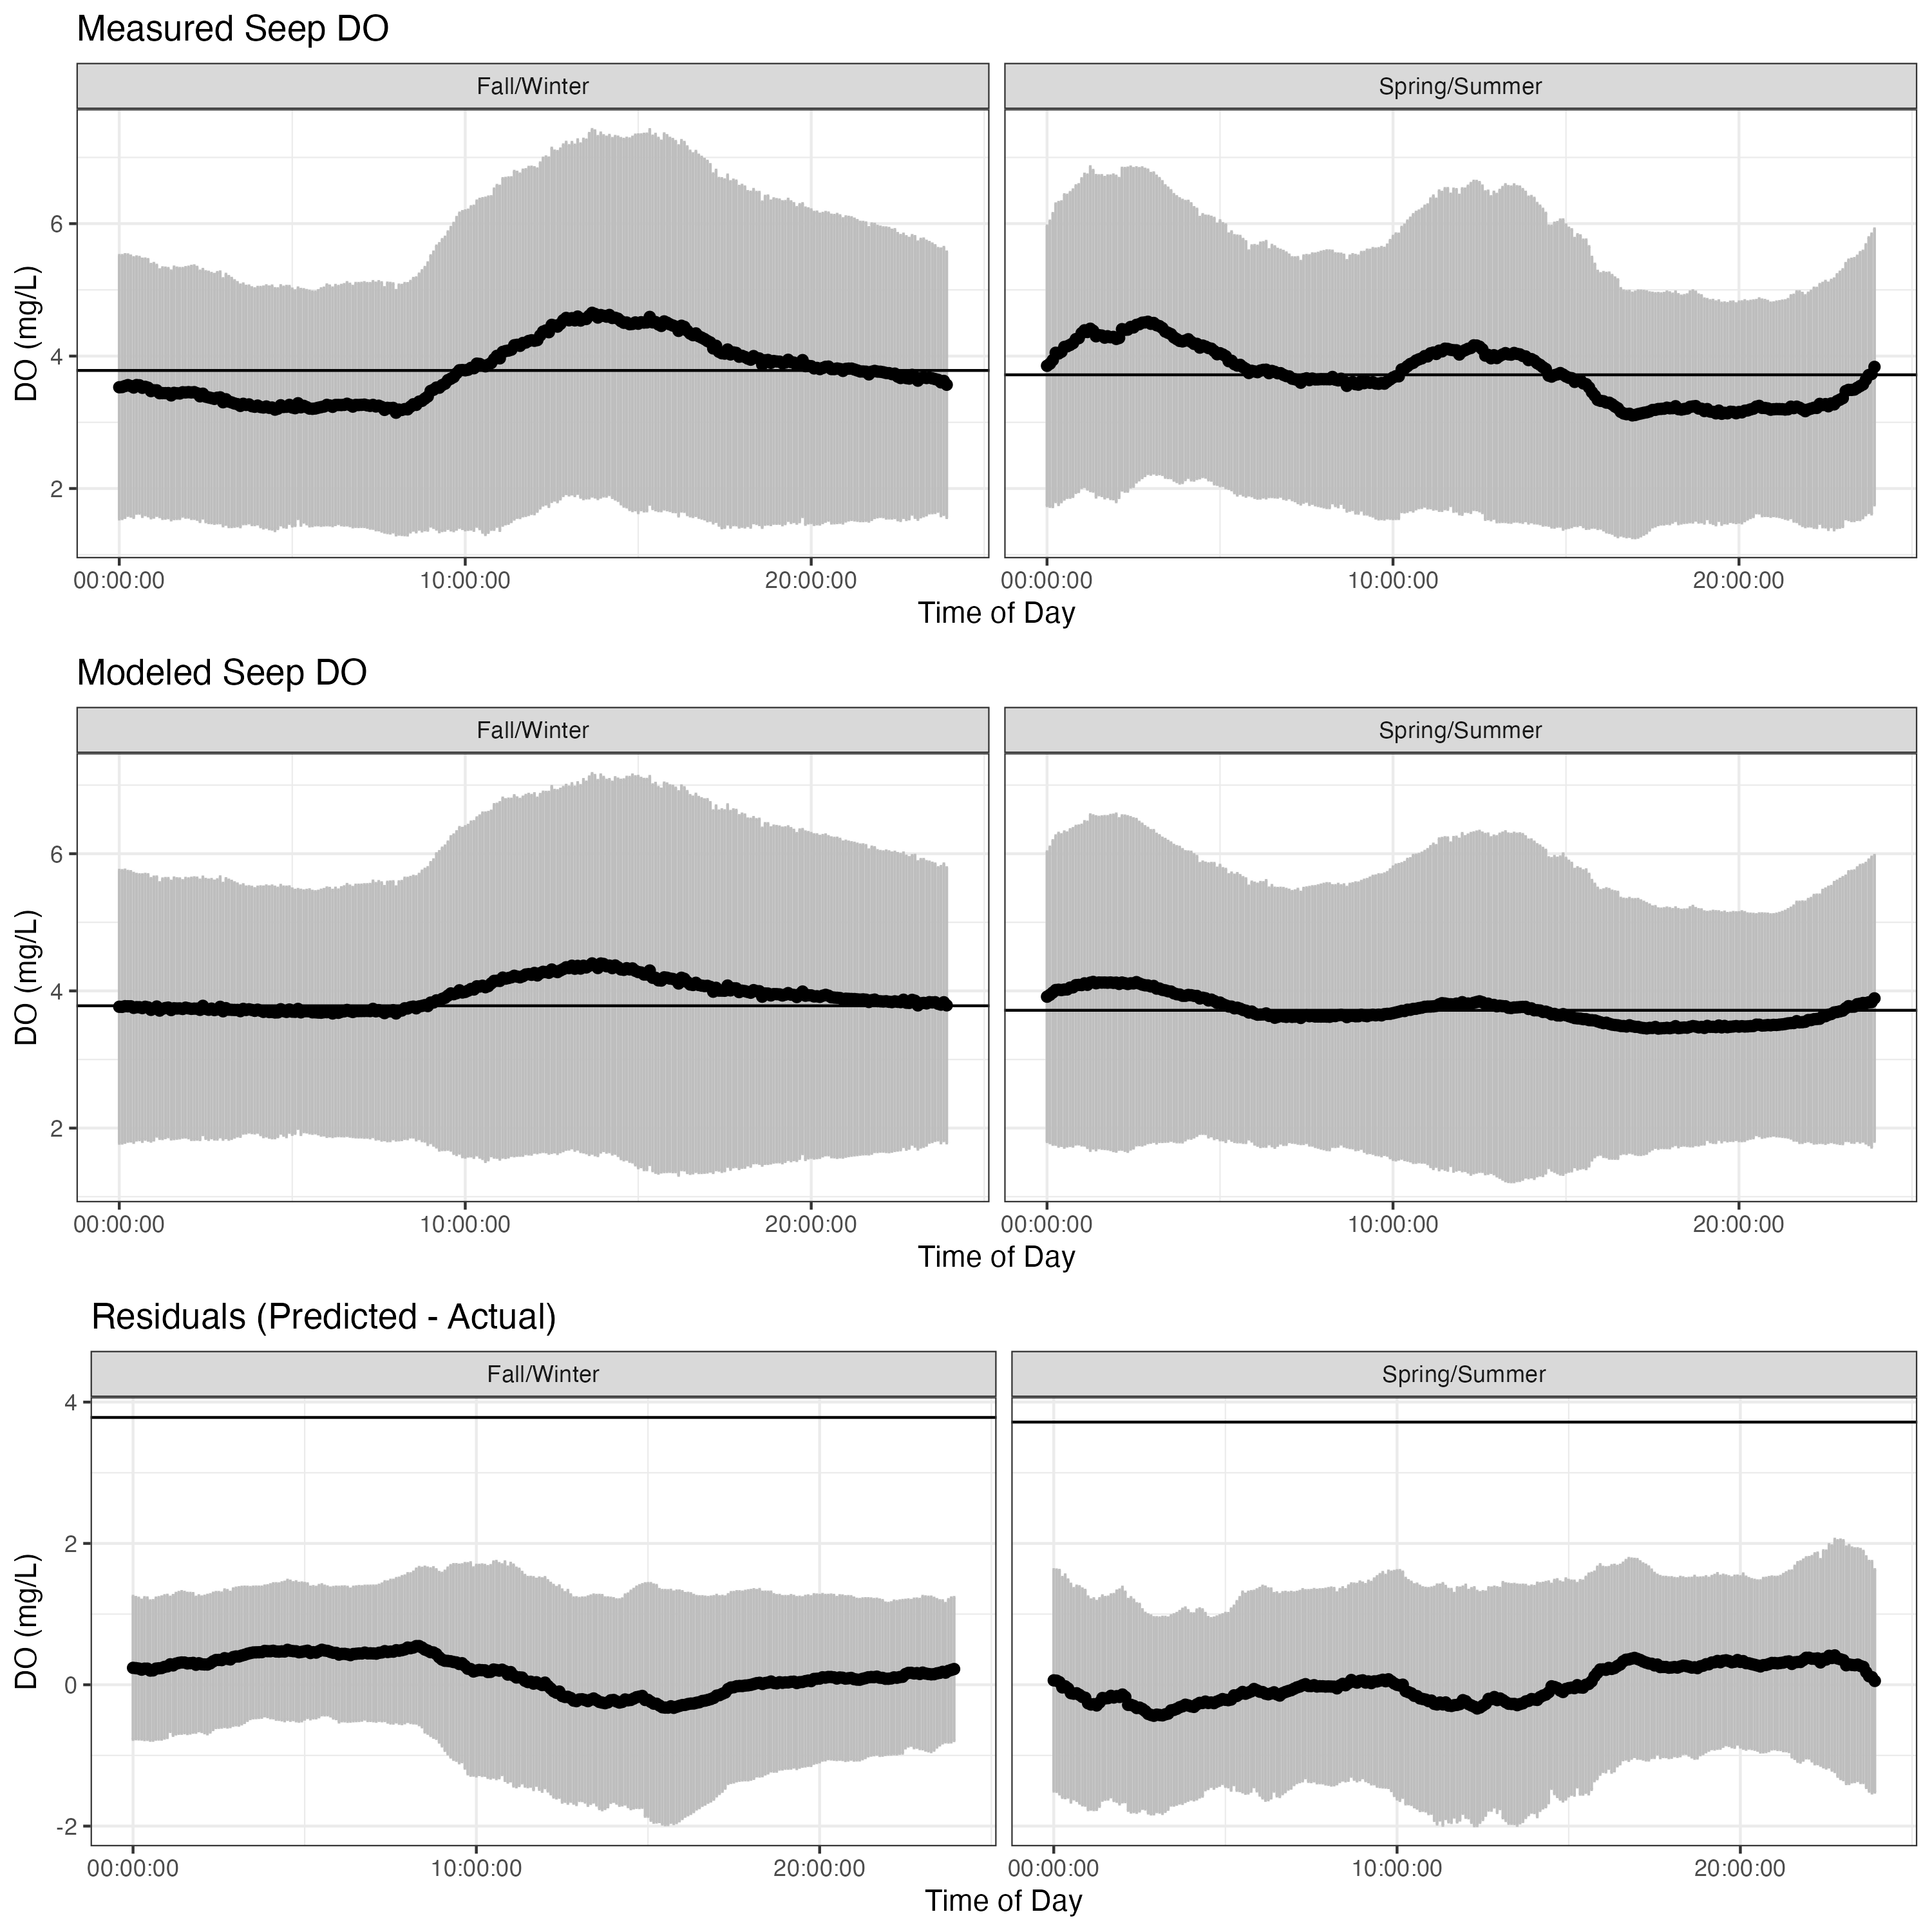 Measured Seep DO
Fall/Winter Spring/Summer
6
4
2
DO (mg/L)
00:00:00 10:00:00 20:00:00 00:00:00 10:00:00 20:00:00
Time of Day
Modeled Seep DO
Fall/Winter Spring/Summer
6
4
2
DO (mg/L)
00:00:00 10:00:00 20:00:00 00:00:00 10:00:00 20:00:00
Time of Day
Residuals (Predicted - Actual)
Fall/Winter Spring/Summer
4
2
0
-2
DO (mg/L)
00:00:00 10:00:00 20:00:00 00:00:00 10:00:00 20:00:00
Time of Day